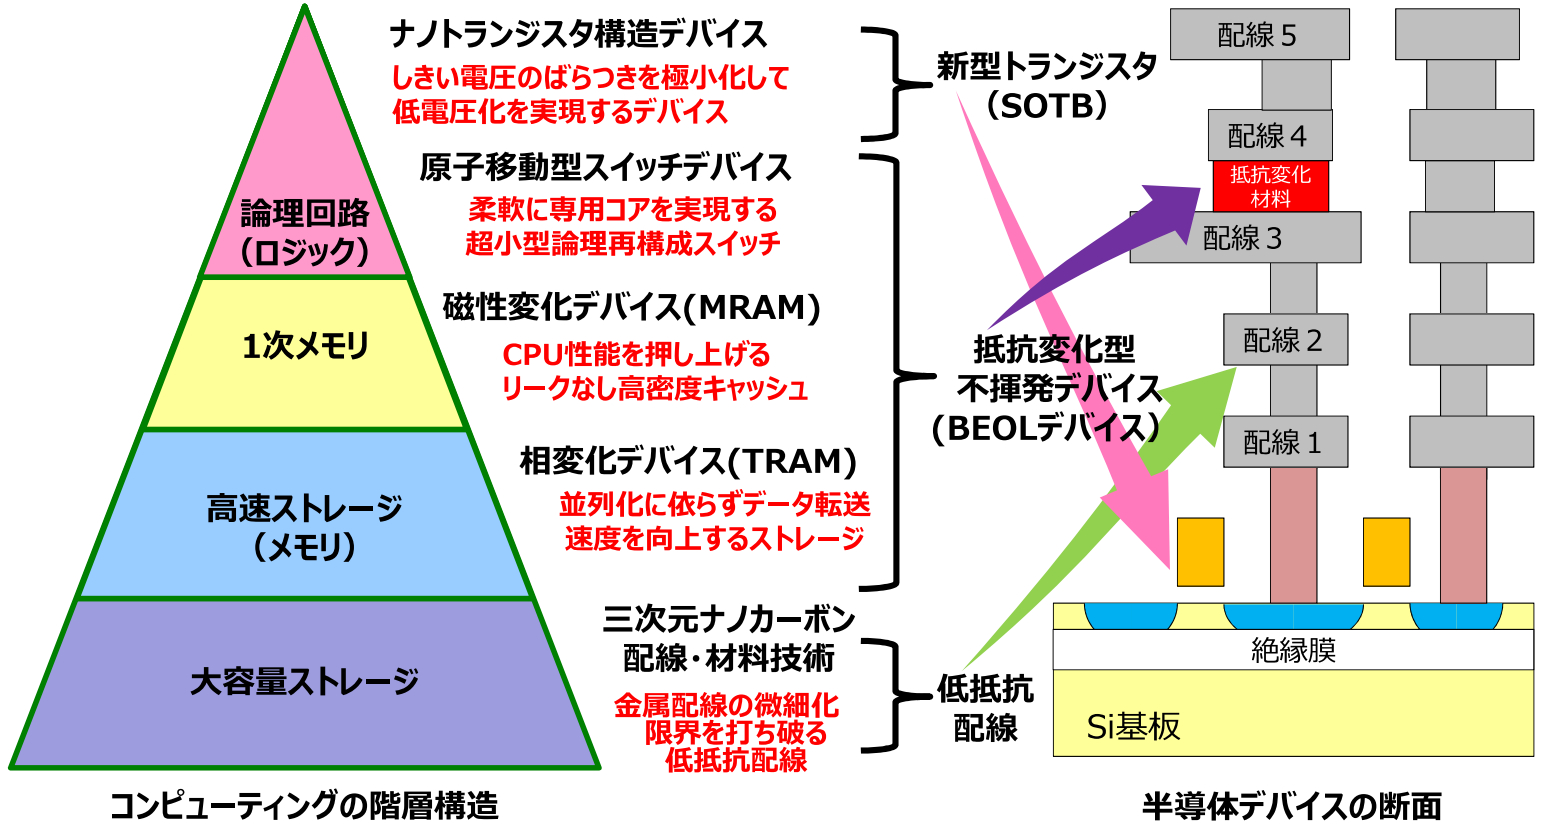 論理回路
（ロジック）
1次メモリ
高速ストレージ
（メモリ）
大容量ストレージ
コンピューティングの階層構造
ナノトランジスタ構造デバイス
しきい電圧のばらつきを極小化して
低電圧化を実現するデバイス
原子移動型スイッチデバイス
柔軟に専用コアを実現する
超小型論理再構成スイッチ
磁性変化デバイス(MRAM)
CPU性能を押し上げる
リークなし高密度キャッシュ
相変化デバイス(TRAM)
並列化に依らずデータ転送
速度を向上するストレージ
三次元ナノカーボン
配線・材料技術
金属配線の微細化
限界を打ち破る
低抵抗配線
新型トランジスタ
（SOTB）
抵抗変化型
不揮発デバイス
(BEOLデバイス）
低抵抗
配線
配線５
配線４
抵抗変化
材料
配線３
配線２
配線１
絶縁膜
Si基板
半導体デバイスの断面